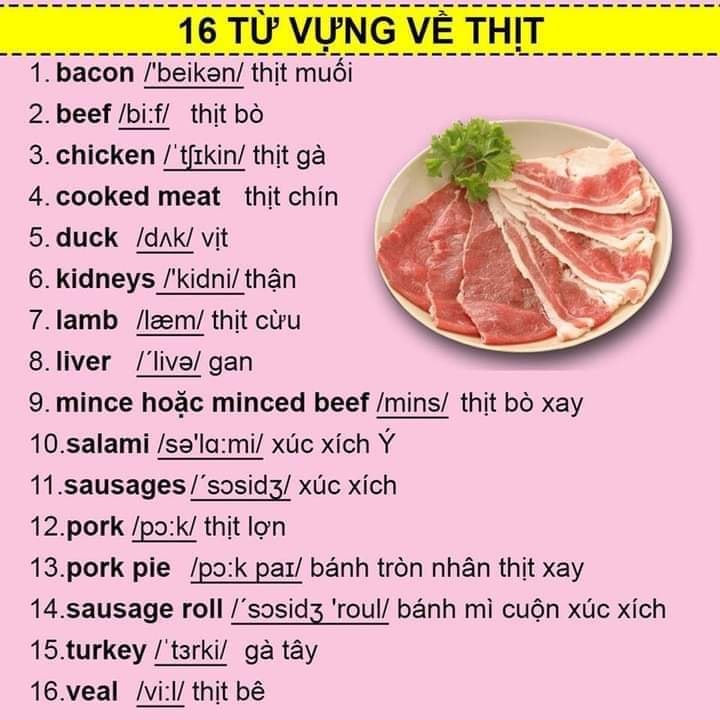 16 TỪ VỰNG VỀ THỊT
1. bacon /'beikən/ thịt muối
2. beef /bi:f/ thịt bò
3. chicken /ˈtʃɪkin/ thịt gà
4. cooked meat thịt chín
5. duck /dʌk/ vịt
6. kidneys /'kidni/ thận
7. lamb /læm/ thịt cừu
8. liver /´livə/ gan
9. mince hoặc minced beef /mins/ thịt bò xay
10.salami /sə'lɑ:mi/ xúc xích Ý
11.sausages /´sɔsidʒ/ xúc xích
12.pork /pɔ:k/ thịt lợn
13.pork pie /pɔ:k paɪ/ bánh tròn nhân thịt xay
14.sausage roll /´sɔsidʒ 'roul/ bánh mì cuộn xúc xích
15.turkey /ˈtɜrki/ gà tây
16.veal /vi:l/ thịt bê